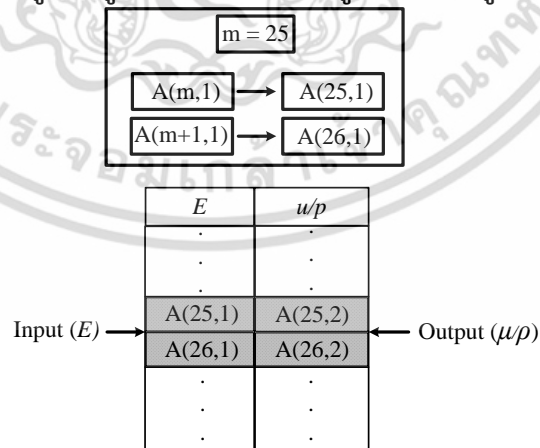 m = 25
A(m,1) → A(25,1)
A(m+1,1) → A(26,1)
E u/p
. .
. .
. .
A(25,1) A(25,2)
Input (E) → ← Output (μ/ρ)
A(26,1) A(26,2)
. .
. .
. .